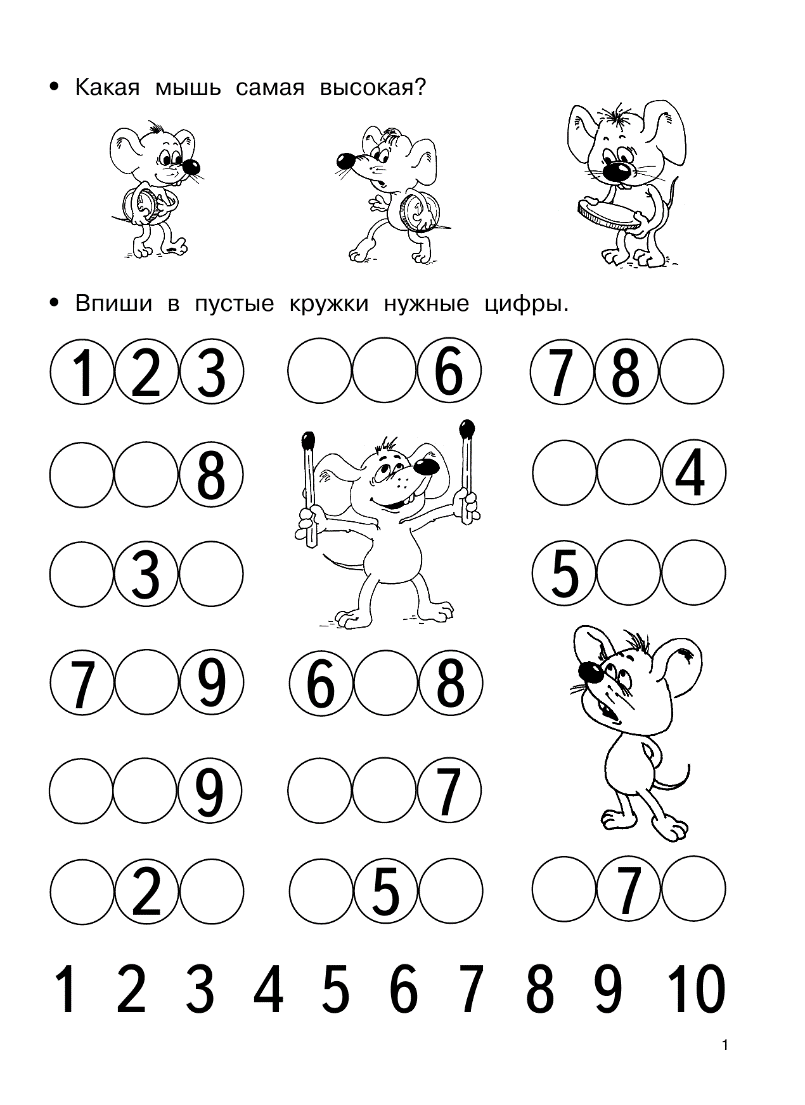 • Какая мышь самая высокая?
• Впиши в пустые кружки нужные цифры.
1 2 3 6 7 8
8 4
3 5
7 9 6 8
9 7
2 5 7
1 2 3 4 5 6 7 8 9 10
1